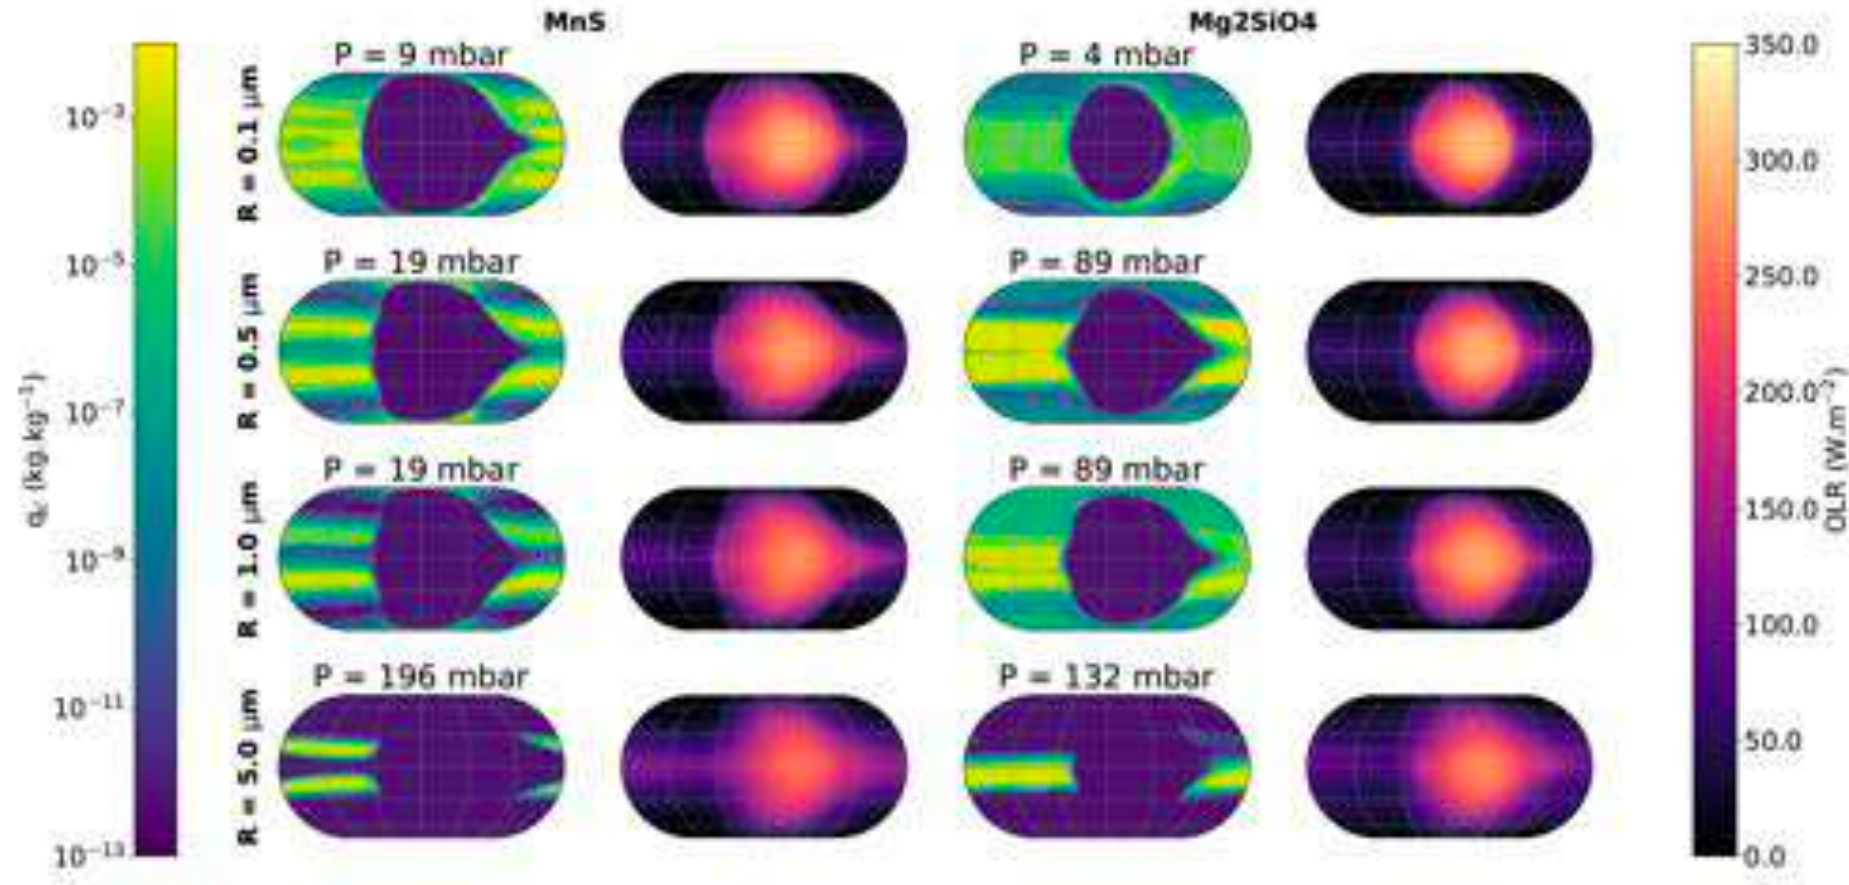 MnS
Mg2SiO4
P = 9 mbar
P = 4 mbar
R = 0.1 μm
P = 19 mbar
P = 89 mbar
R = 0.5 μm
P = 19 mbar
P = 89 mbar
R = 1.0 μm
P = 196 mbar
P = 132 mbar
R = 5.0 μm
10⁻³
10⁻⁵
10⁻⁷
10⁻⁹
10⁻¹¹
10⁻¹³
q_c (kg.kg⁻¹)
350.0
300.0
250.0
200.0
150.0
100.0
50.0
0.0
OLR (W.m⁻²)